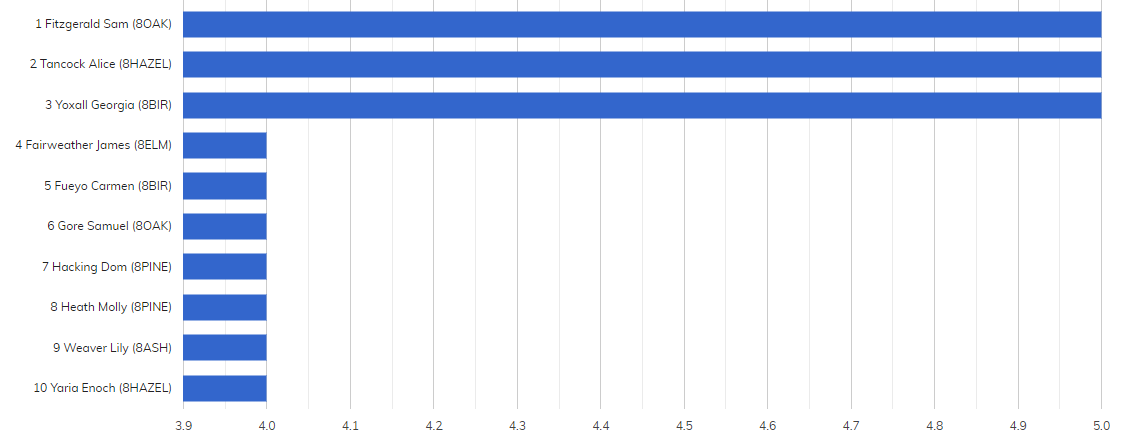 1 Fitzgerald Sam (8OAK)
2 Tancock Alice (8HAZEL)
3 Yoxall Georgia (8BIR)
4 Fairweather James (8ELM)
5 Fueyo Carmen (8BIR)
6 Gore Samuel (8OAK)
7 Hacking Dom (8PINE)
8 Heath Molly (8PINE)
9 Weaver Lily (8ASH)
10 Yaria Enoch (8HAZEL)
3.9 4.0 4.1 4.2 4.3 4.4 4.5 4.6 4.7 4.8 4.9 5.0